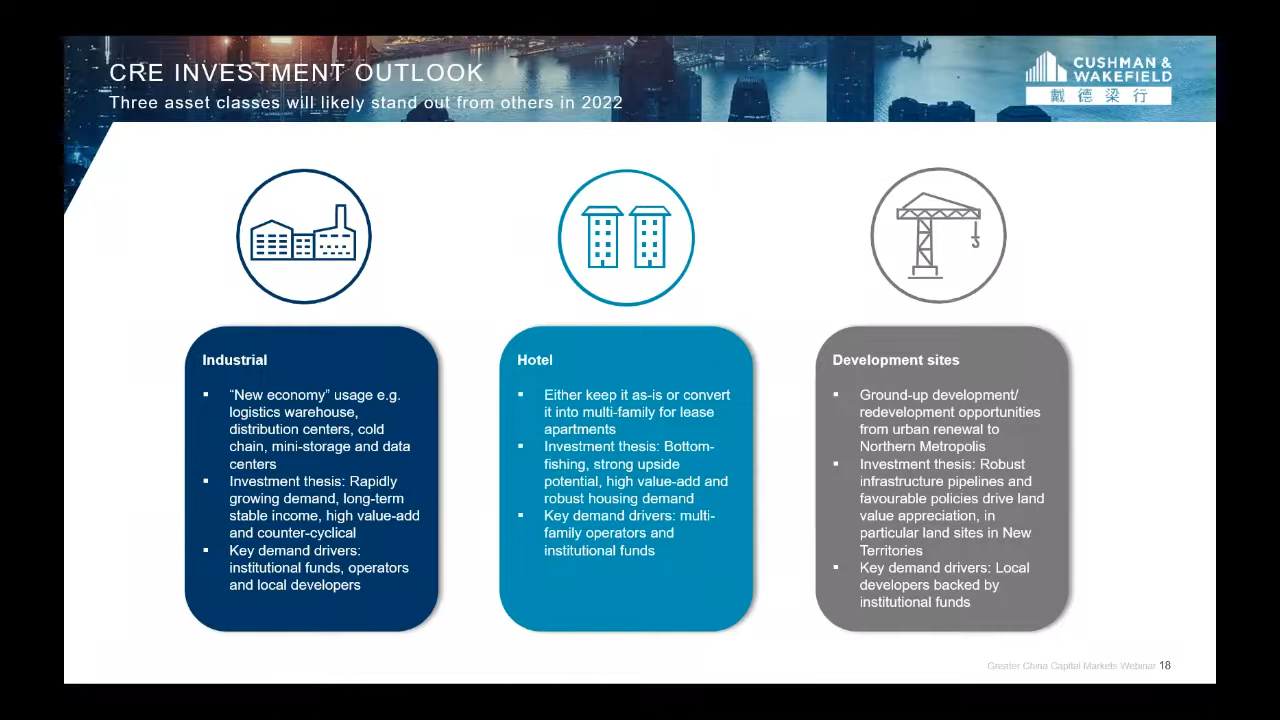 CRE INVESTMENT OUTLOOK
Three asset classes will likely stand out from others in 2022
CUSHMAN &
WAKEFIELD
戴德梁行
Industrial
▪ “New economy” usage e.g.
logistics warehouse,
distribution centers, cold
chain, mini-storage and data
centers
▪ Investment thesis: Rapidly
growing demand, long-term
stable income, high value-add
and counter-cyclical
▪ Key demand drivers:
institutional funds, operators
and local developers
Hotel
▪ Either keep it as-is or convert
it into multi-family for lease
apartments
▪ Investment thesis: Bottom-
fishing, strong upside
potential, high value-add and
robust housing demand
▪ Key demand drivers: multi-
family operators and
institutional funds
Development sites
▪ Ground-up development/
redevelopment opportunities
from urban renewal to
Northern Metropolis
▪ Investment thesis: Robust
infrastructure pipelines and
favourable policies drive land
value appreciation, in
particular land sites in New
Territories
▪ Key demand drivers: Local
developers backed by
institutional funds
Greater China Capital Markets Webinar 18